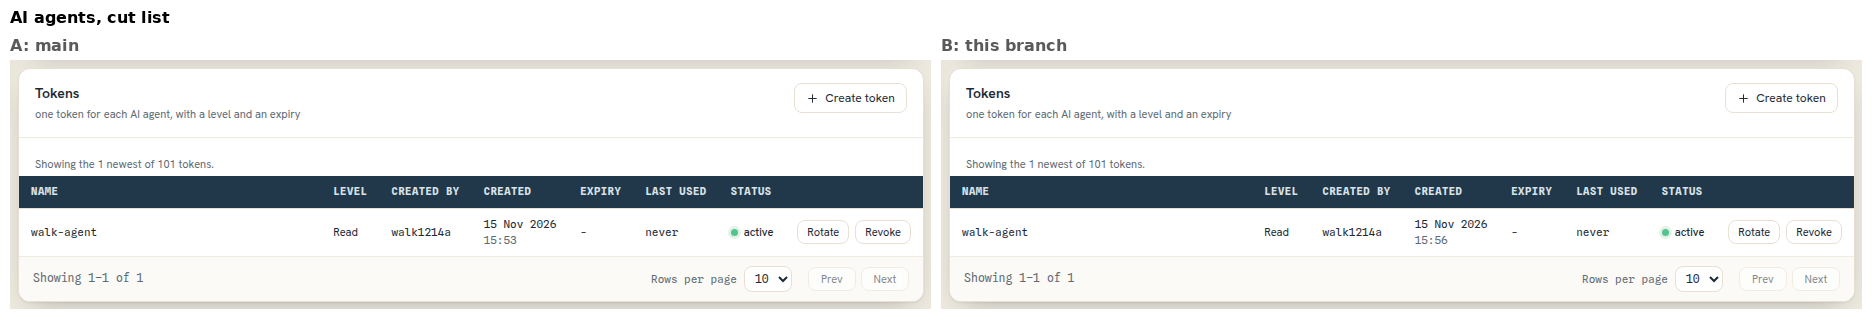 AI agents, cut list
A: main
Tokens
one token for each AI agent, with a level and an expiry
+ Create token
Showing the 1 newest of 101 tokens.
NAME LEVEL CREATED BY CREATED EXPIRY LAST USED STATUS
walk-agent Read walk1214a 15 Nov 2026 - never active Rotate Revoke
15:53
Showing 1–1 of 1 Rows per page 10 Prev Next
B: this branch
Tokens
one token for each AI agent, with a level and an expiry
+ Create token
Showing the 1 newest of 101 tokens.
NAME LEVEL CREATED BY CREATED EXPIRY LAST USED STATUS
walk-agent Read walk1214a 15 Nov 2026 - never active Rotate Revoke
15:56
Showing 1–1 of 1 Rows per page 10 Prev Next